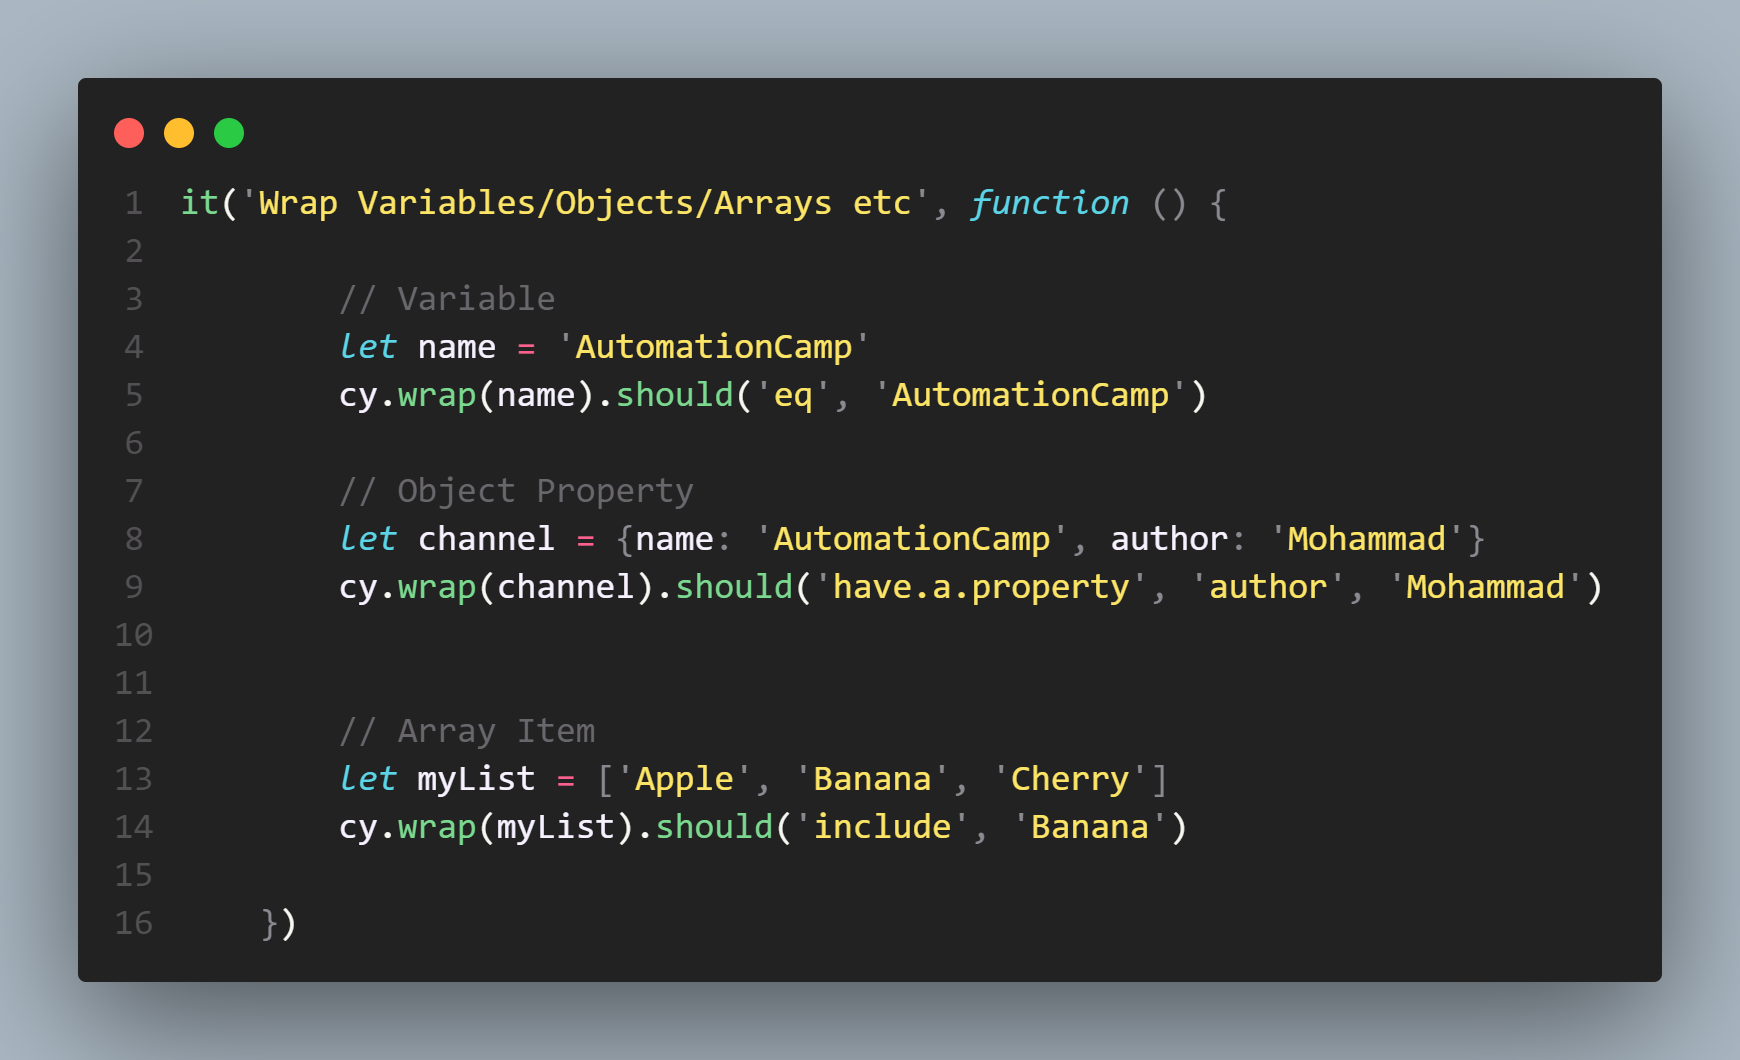 1 it('Wrap Variables/Objects/Arrays etc', function () {
2
3 // Variable
4 let name = 'AutomationCamp'
5 cy.wrap(name).should('eq', 'AutomationCamp')
6
7 // Object Property
8 let channel = {name: 'AutomationCamp', author: 'Mohammad'}
9 cy.wrap(channel).should('have.a.property', 'author', 'Mohammad')
10
11
12 // Array Item
13 let myList = ['Apple', 'Banana', 'Cherry']
14 cy.wrap(myList).should('include', 'Banana')
15
16 })